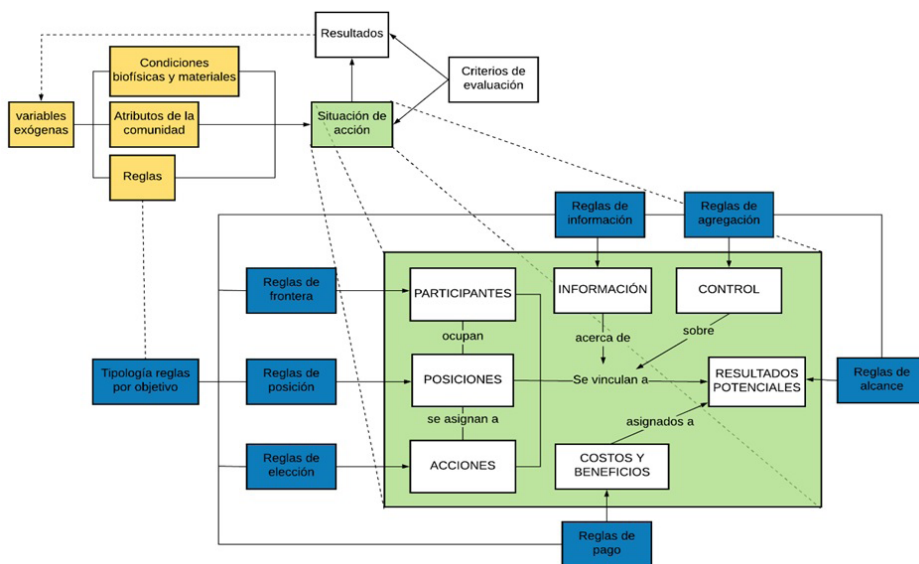 Resultados
Condiciones
biofísicas y materiales
Criterios de
evaluación
variables
exógenas
Atributos de la
comunidad
Situación de
acción
Reglas
Reglas de
información
Reglas de
agregación
Reglas de
frontera
PARTICIPANTES
INFORMACIÓN
CONTROL
ocupan
acerca de
sobre
Tipología reglas
por objetivo
Reglas de
posición
POSICIONES
Se vinculan a
RESULTADOS
POTENCIALES
Reglas de
alcance
se asignan a
asignados a
Reglas de
elección
ACCIONES
COSTOS Y
BENEFICIOS
Reglas de
pago